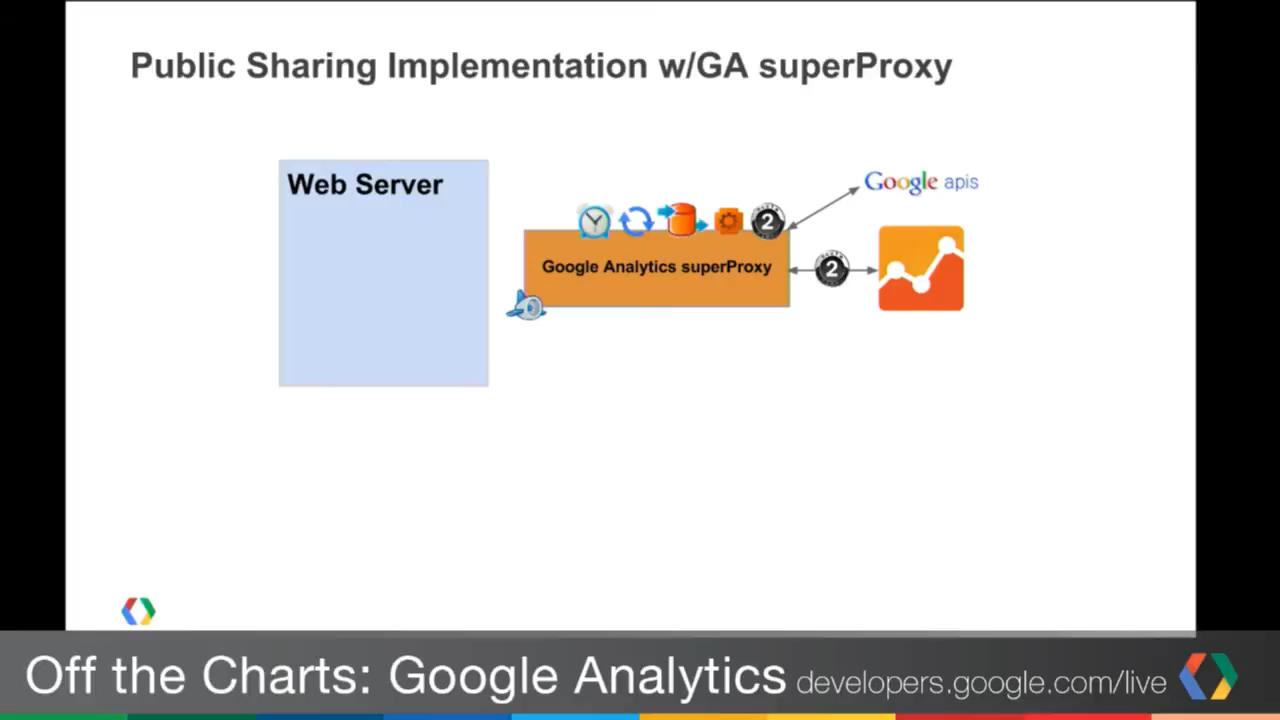 Public Sharing Implementation w/GA superProxy
Web Server
Google apis
2
Google Analytics superProxy
2
Off the Charts: Google Analytics developers.google.com/live